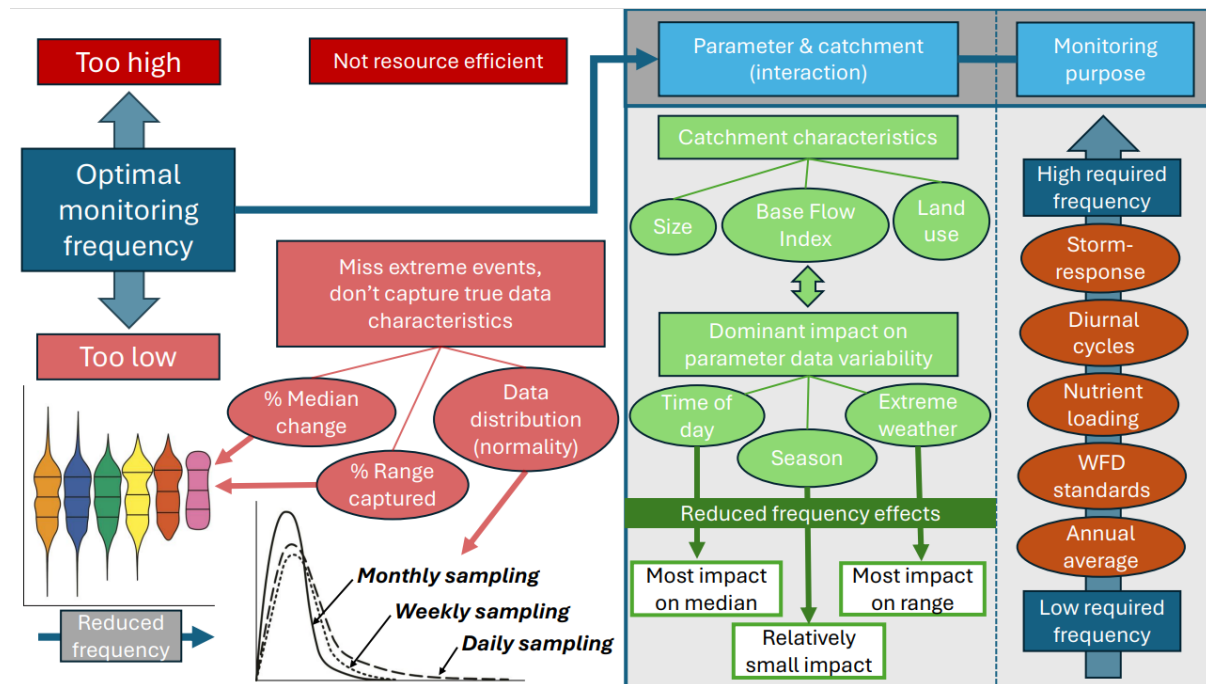 Too high
Not resource efficient
Optimal
monitoring
frequency
Too low
Miss extreme events,
don't capture true data
characteristics
% Median
change
% Range
captured
Data
distribution
(normality)
Reduced
frequency
Monthly sampling
Weekly sampling
Daily sampling
Parameter & catchment
(interaction)
Catchment characteristics
Size
Base Flow
Index
Land
use
Dominant impact on
parameter data variability
Time of
day
Season
Extreme
weather
Reduced frequency effects
Most impact
on median
Relatively
small impact
Most impact
on range
Monitoring
purpose
High required
frequency
Storm-
response
Diurnal
cycles
Nutrient
loading
WFD
standards
Annual
average
Low required
frequency